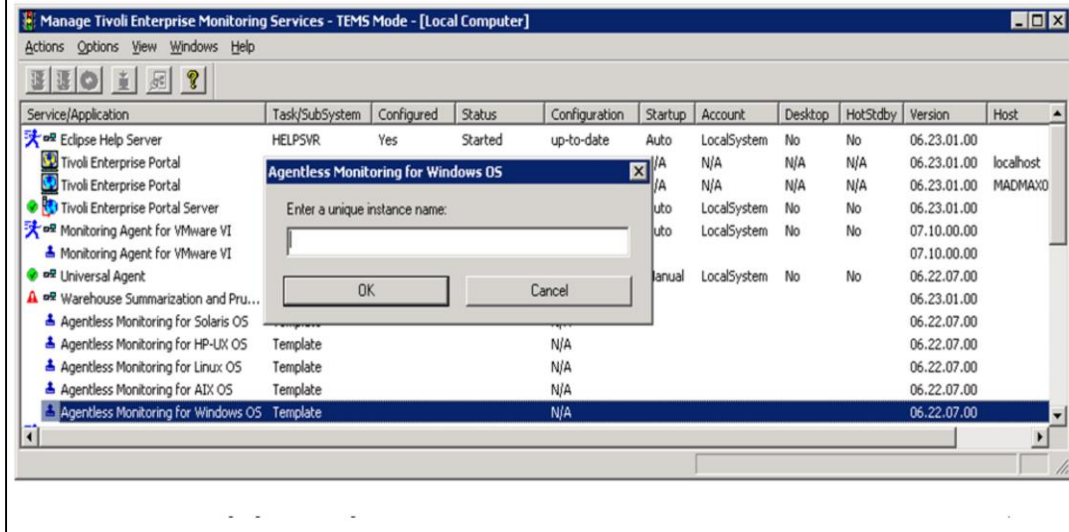 Manage Tivoli Enterprise Monitoring Services - TEMS Mode - [Local Computer]
Actions Options View Windows Help
Service/Application Task/SubSystem Configured Status Configuration Startup Account Desktop HotStdby Version Host
Eclipse Help Server HELPSVR Yes Started up-to-date Auto LocalSystem No No 06.23.01.00
Tivoli Enterprise Portal N/A N/A N/A N/A 06.23.01.00 localhost
Tivoli Enterprise Portal N/A N/A N/A 06.23.01.00 MADMAX0
Tivoli Enterprise Portal Server LocalSystem No No 06.23.01.00
Monitoring Agent for VMware VI LocalSystem No No 07.10.00.00
Monitoring Agent for VMware VI 07.10.00.00
Universal Agent Manual LocalSystem No No 06.22.07.00
Warehouse Summarization and Pru... 06.23.01.00
Agentless Monitoring for Solaris OS 06.22.07.00
Agentless Monitoring for HP-UX OS Template N/A 06.22.07.00
Agentless Monitoring for Linux OS Template N/A 06.22.07.00
Agentless Monitoring for AIX OS Template N/A 06.22.07.00
Agentless Monitoring for Windows OS Template N/A 06.22.07.00
Agentless Monitoring for Windows OS
Enter a unique instance name:
OK Cancel